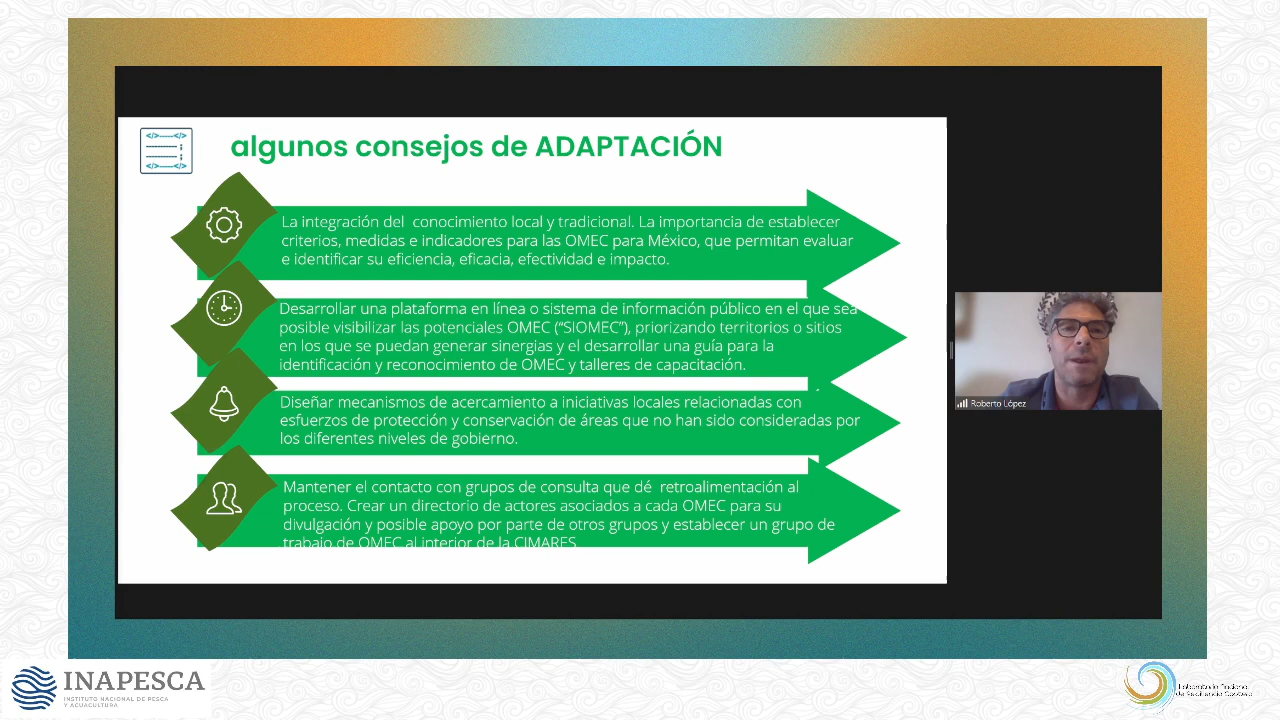 algunos consejos de ADAPTACIÓN
La integración del conocimiento local y tradicional. La importancia de establecer
criterios, medidas e indicadores para las OMEC para México, que permitan evaluar
e identificar su eficiencia, eficacia, efectividad e impacto.
Desarrollar una plataforma en línea o sistema de información público en el que sea
posible visibilizar las potenciales OMEC (“SIOMEC”), priorizando territorios o sitios
en los que se puedan generar sinergias y el desarrollar una guía para la
identificación y reconocimiento de OMEC y talleres de capacitación.
Diseñar mecanismos de acercamiento a iniciativas locales relacionadas con
esfuerzos de protección y conservación de áreas que no han sido consideradas por
los diferentes niveles de gobierno.
Mantener el contacto con grupos de consulta que dé retroalimentación al
proceso. Crear un directorio de actores asociados a cada OMEC para su
divulgación y posible apoyo por parte de otros grupos y establecer un grupo de
trabajo de OMEC al interior de la CIMARES
Roberto López
INAPESCA
INSTITUTO NACIONAL DE PESCA
Y ACUACULTURA